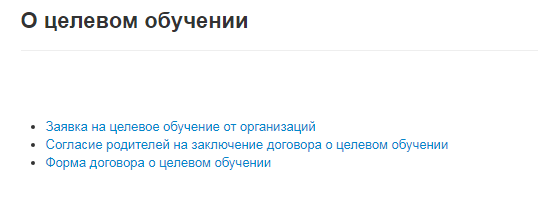 О целевом обучении
Заявка на целевое обучение от организаций
Согласие родителей на заключение договора о целевом обучении
Форма договора о целевом обучении